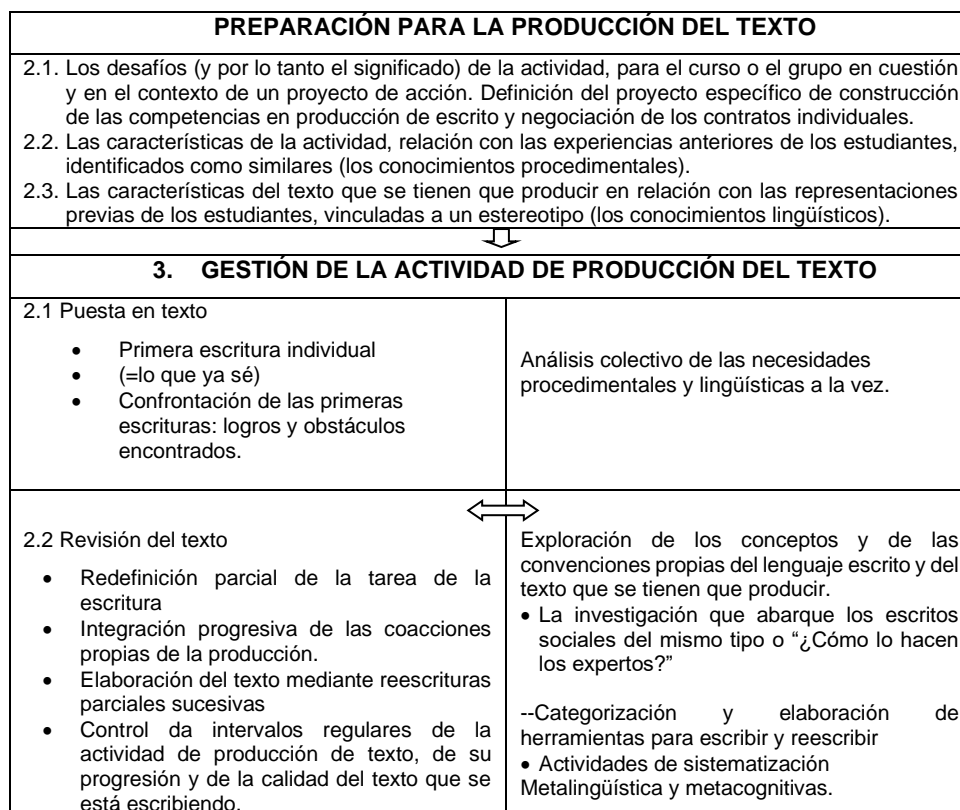 PREPARACIÓN PARA LA PRODUCCIÓN DEL TEXTO
2.1. Los desafíos (y por lo tanto el significado) de la actividad, para el curso o el grupo en cuestión
y en el contexto de un proyecto de acción. Definición del proyecto específico de construcción
de las competencias en producción de escrito y negociación de los contratos individuales.
2.2. Las características de la actividad, relación con las experiencias anteriores de los estudiantes,
identificados como similares (los conocimientos procedimentales).
2.3. Las características del texto que se tienen que producir en relación con las representaciones
previas de los estudiantes, vinculadas a un estereotipo (los conocimientos lingüísticos).
3. GESTIÓN DE LA ACTIVIDAD DE PRODUCCIÓN DEL TEXTO
2.1 Puesta en texto
• Primera escritura individual
• (=lo que ya sé)
• Confrontación de las primeras
escrituras: logros y obstáculos
encontrados.
Análisis colectivo de las necesidades
procedimentales y lingüísticas a la vez.
2.2 Revisión del texto
• Redefinición parcial de la tarea de la
escritura
• Integración progresiva de las coacciones
propias de la producción.
• Elaboración del texto mediante reescrituras
parciales sucesivas
• Control da intervalos regulares de la
actividad de producción de texto, de su
progresión y de la calidad del texto que se
está escribiendo.
Exploración de los conceptos y de las
convenciones propias del lenguaje escrito y del
texto que se tienen que producir.
• La investigación que abarque los escritos
sociales del mismo tipo o “¿Cómo lo hacen
los expertos?”
--Categorización y elaboración de
herramientas para escribir y reescribir
• Actividades de sistematización
Metalingüística y metacognitivas.